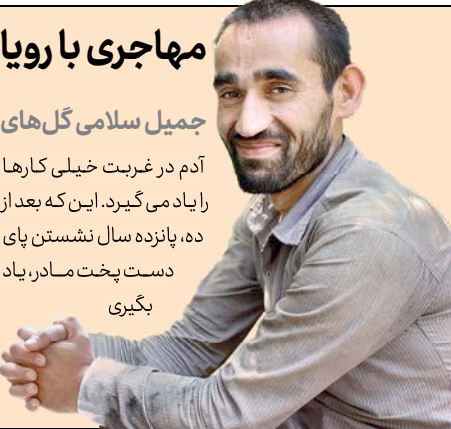 مهاجری با رویا
جمیل سلامی گل‌های
آدم در غربت خیلی کارها
را یاد می‌گیرد. این که بعد از
ده، پانزده سال نشستن پای
دست پخت مادر، یاد
بگیری